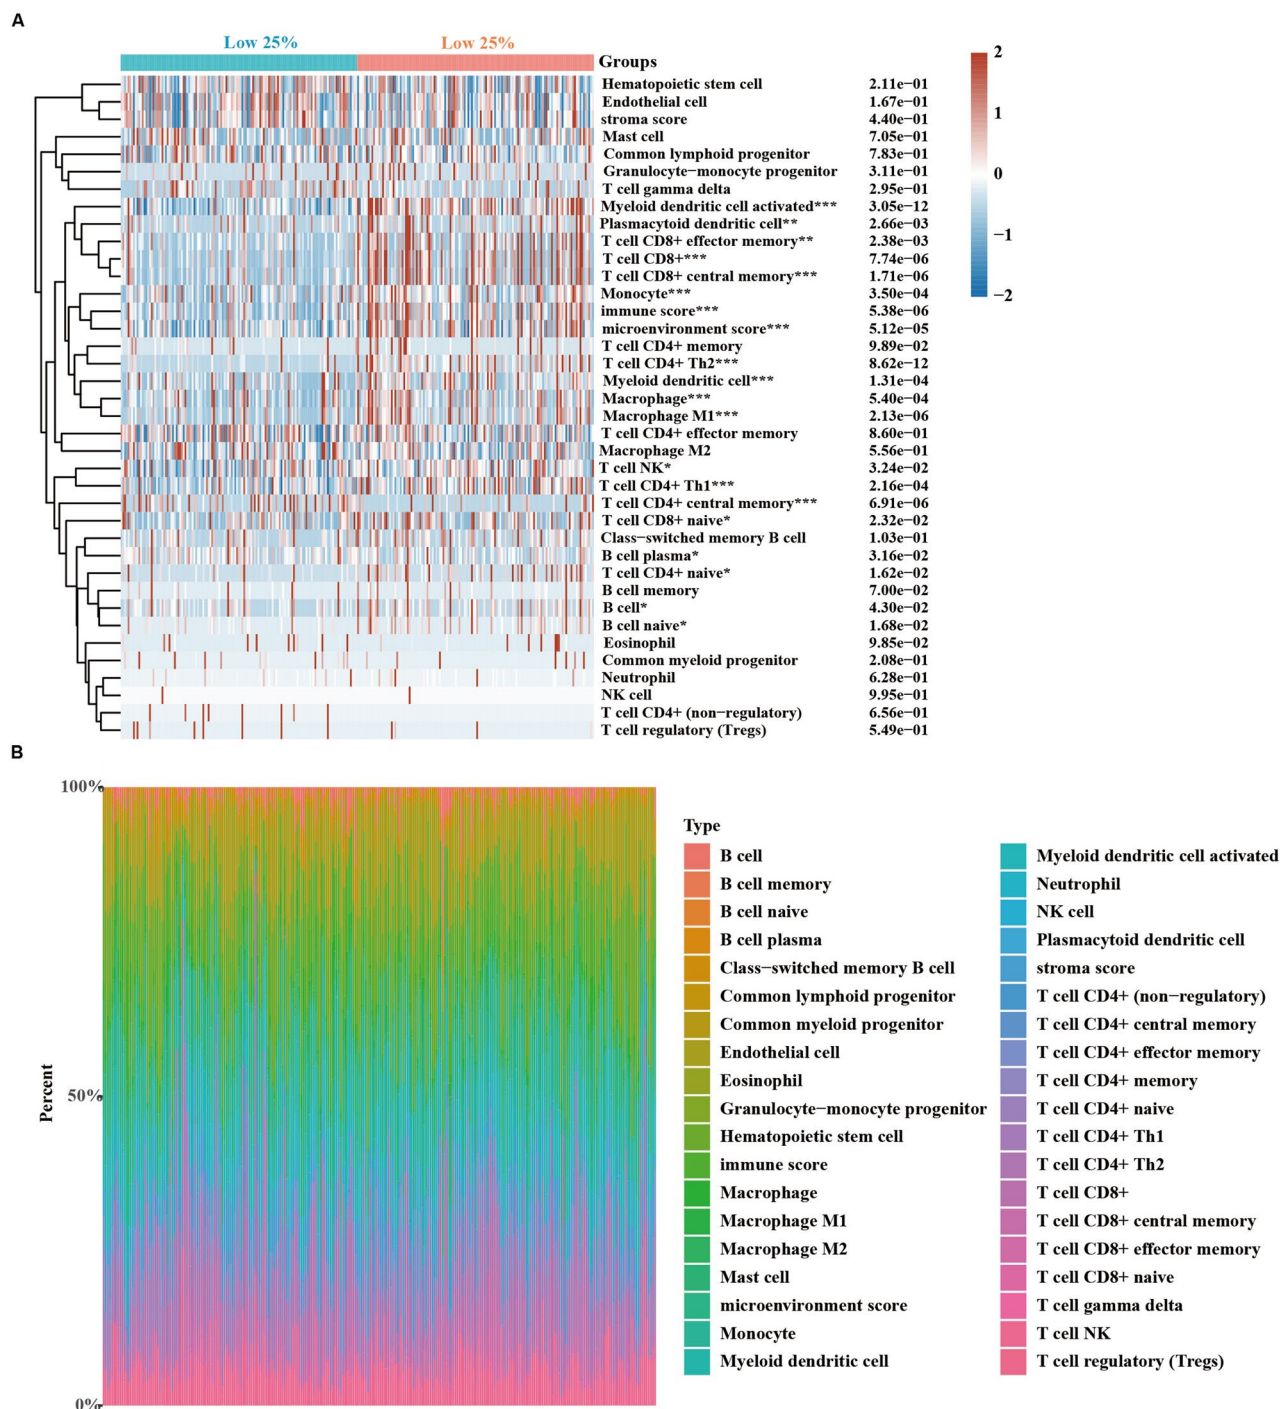 A
Low 25% Low 25%
Groups
Hematopoietic stem cell 2.11e−01
Endothelial cell 1.67e−01
stroma score 4.40e−01
Mast cell 7.05e−01
Common lymphoid progenitor 7.83e−01
Granulocyte−monocyte progenitor 3.11e−01
T cell gamma delta 2.95e−01
Myeloid dendritic cell activated*** 3.05e−12
Plasmacytoid dendritic cell** 2.66e−03
T cell CD8+ effector memory** 2.38e−03
T cell CD8+*** 7.74e−06
T cell CD8+ central memory*** 1.71e−06
Monocyte*** 3.50e−04
immune score*** 5.38e−06
microenvironment score*** 5.12e−05
T cell CD4+ memory 9.89e−02
T cell CD4+ Th2*** 8.62e−12
Myeloid dendritic cell*** 1.31e−04
Macrophage*** 5.40e−04
Macrophage M1*** 2.13e−06
T cell CD4+ effector memory 8.60e−01
Macrophage M2 5.56e−01
T cell NK* 3.24e−02
T cell CD4+ Th1*** 2.16e−04
T cell CD4+ central memory*** 6.91e−06
T cell CD8+ naive* 2.32e−02
Class−switched memory B cell 1.03e−01
B cell plasma* 3.16e−02
T cell CD4+ naive* 1.62e−02
B cell memory 7.00e−02
B cell* 4.30e−02
B cell naive* 1.68e−02
Eosinophil 9.85e−02
Common myeloid progenitor 2.08e−01
Neutrophil 6.28e−01
NK cell 9.95e−01
T cell CD4+ (non−regulatory) 6.56e−01
T cell regulatory (Tregs) 5.49e−01
2
1
0
−1
−2
B
100%
50%
0%
Percent
Type
B cell
B cell memory
B cell naive
B cell plasma
Class−switched memory B cell
Common lymphoid progenitor
Common myeloid progenitor
Endothelial cell
Eosinophil
Granulocyte−monocyte progenitor
Hematopoietic stem cell
immune score
Macrophage
Macrophage M1
Macrophage M2
Mast cell
microenvironment score
Monocyte
Myeloid dendritic cell
Myeloid dendritic cell activated
Neutrophil
NK cell
Plasmacytoid dendritic cell
stroma score
T cell CD4+ (non−regulatory)
T cell CD4+ central memory
T cell CD4+ effector memory
T cell CD4+ memory
T cell CD4+ naive
T cell CD4+ Th1
T cell CD4+ Th2
T cell CD8+
T cell CD8+ central memory
T cell CD8+ effector memory
T cell CD8+ naive
T cell gamma delta
T cell NK
T cell regulatory (Tregs)